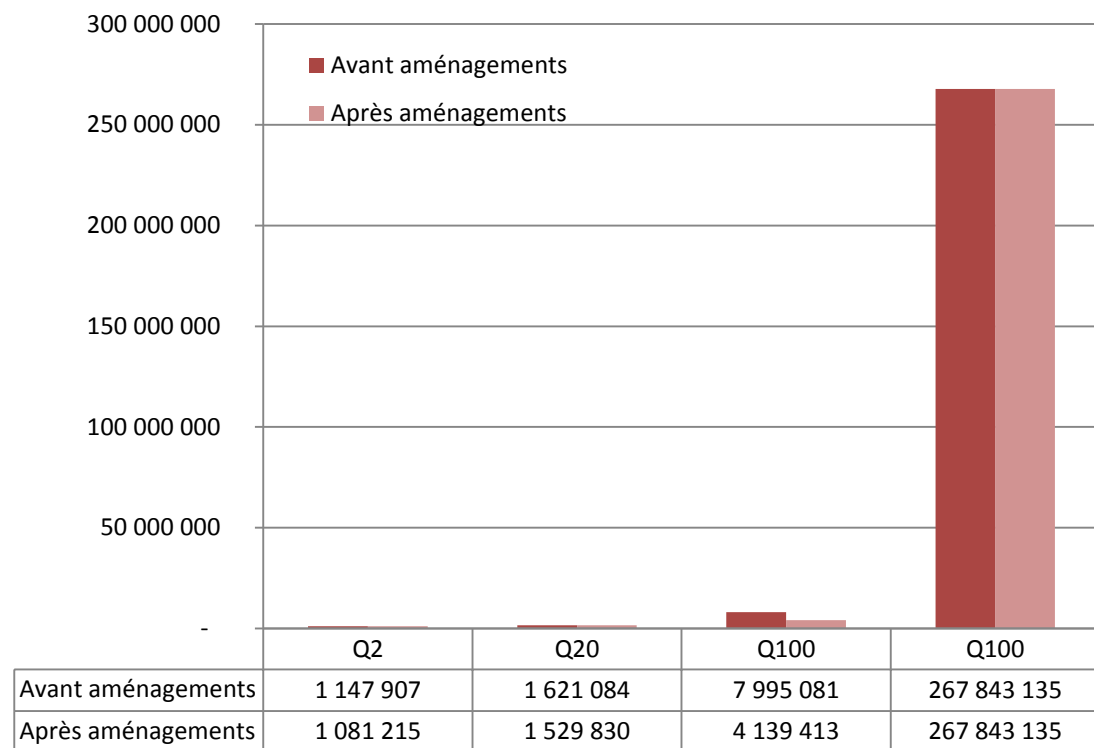 300 000 000
Avant aménagements
Après aménagements
250 000 000
200 000 000
150 000 000
100 000 000
50 000 000
-
Q2 Q20 Q100 Q100
Avant aménagements 1 147 907 1 621 084 7 995 081 267 843 135
Après aménagements 1 081 215 1 529 830 4 139 413 267 843 135